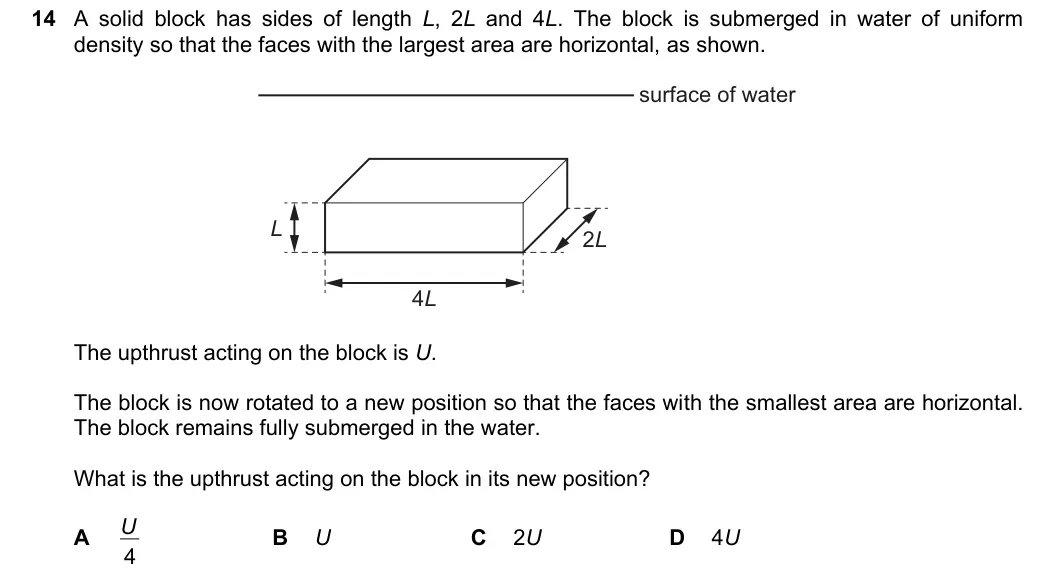 14 A solid block has sides of length L, 2L and 4L. The block is submerged in water of uniform
density so that the faces with the largest area are horizontal, as shown.
surface of water
L
2L
4L
The upthrust acting on the block is U.
The block is now rotated to a new position so that the faces with the smallest area are horizontal.
The block remains fully submerged in the water.
What is the upthrust acting on the block in its new position?
A U/4 B U C 2U D 4U